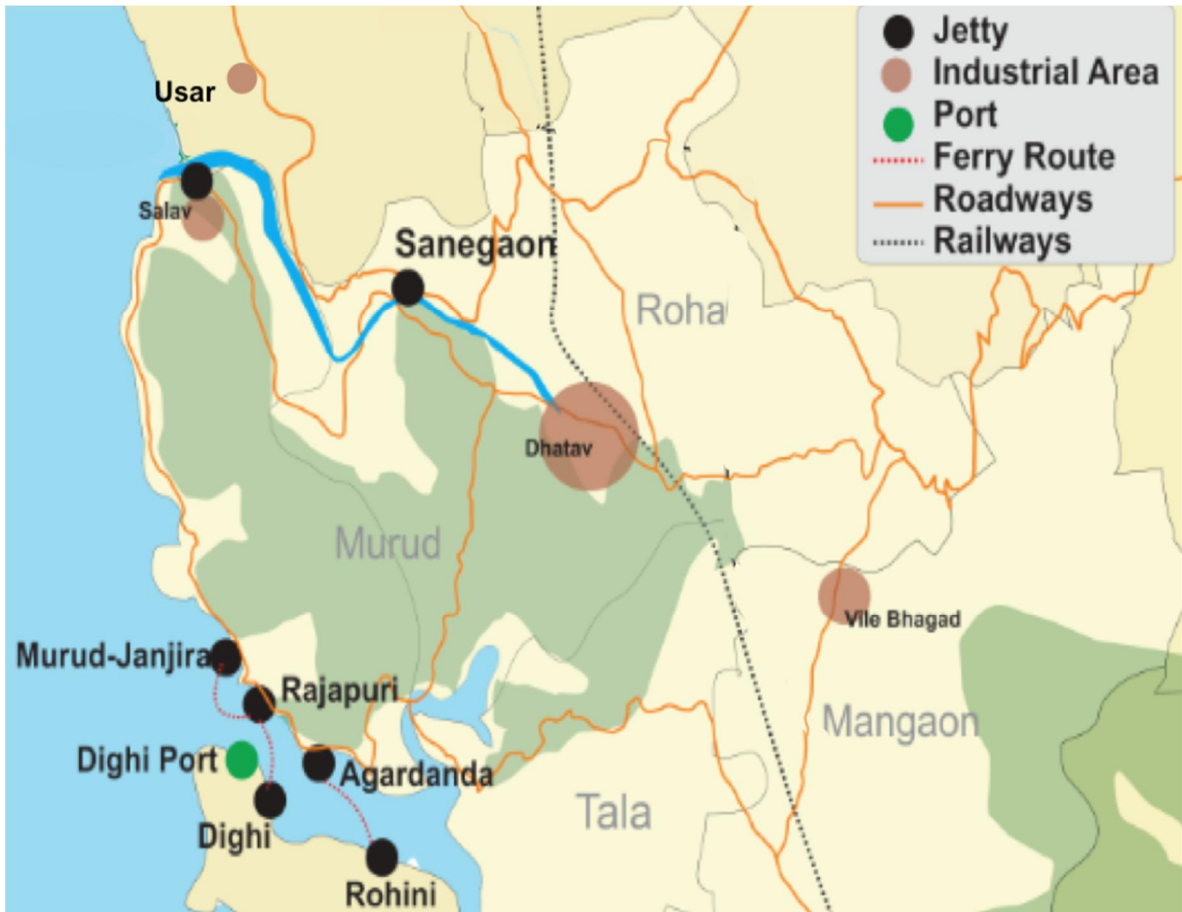 Jetty
Industrial Area
Port
Ferry Route
Roadways
Railways
Usar
Salav
Sanegaon
Roha
Dhatav
Murud
Vile Bhagad
Murud-Janjira
Rajapuri
Mangaon
Dighi Port
Agardanda
Tala
Dighi
Rohini